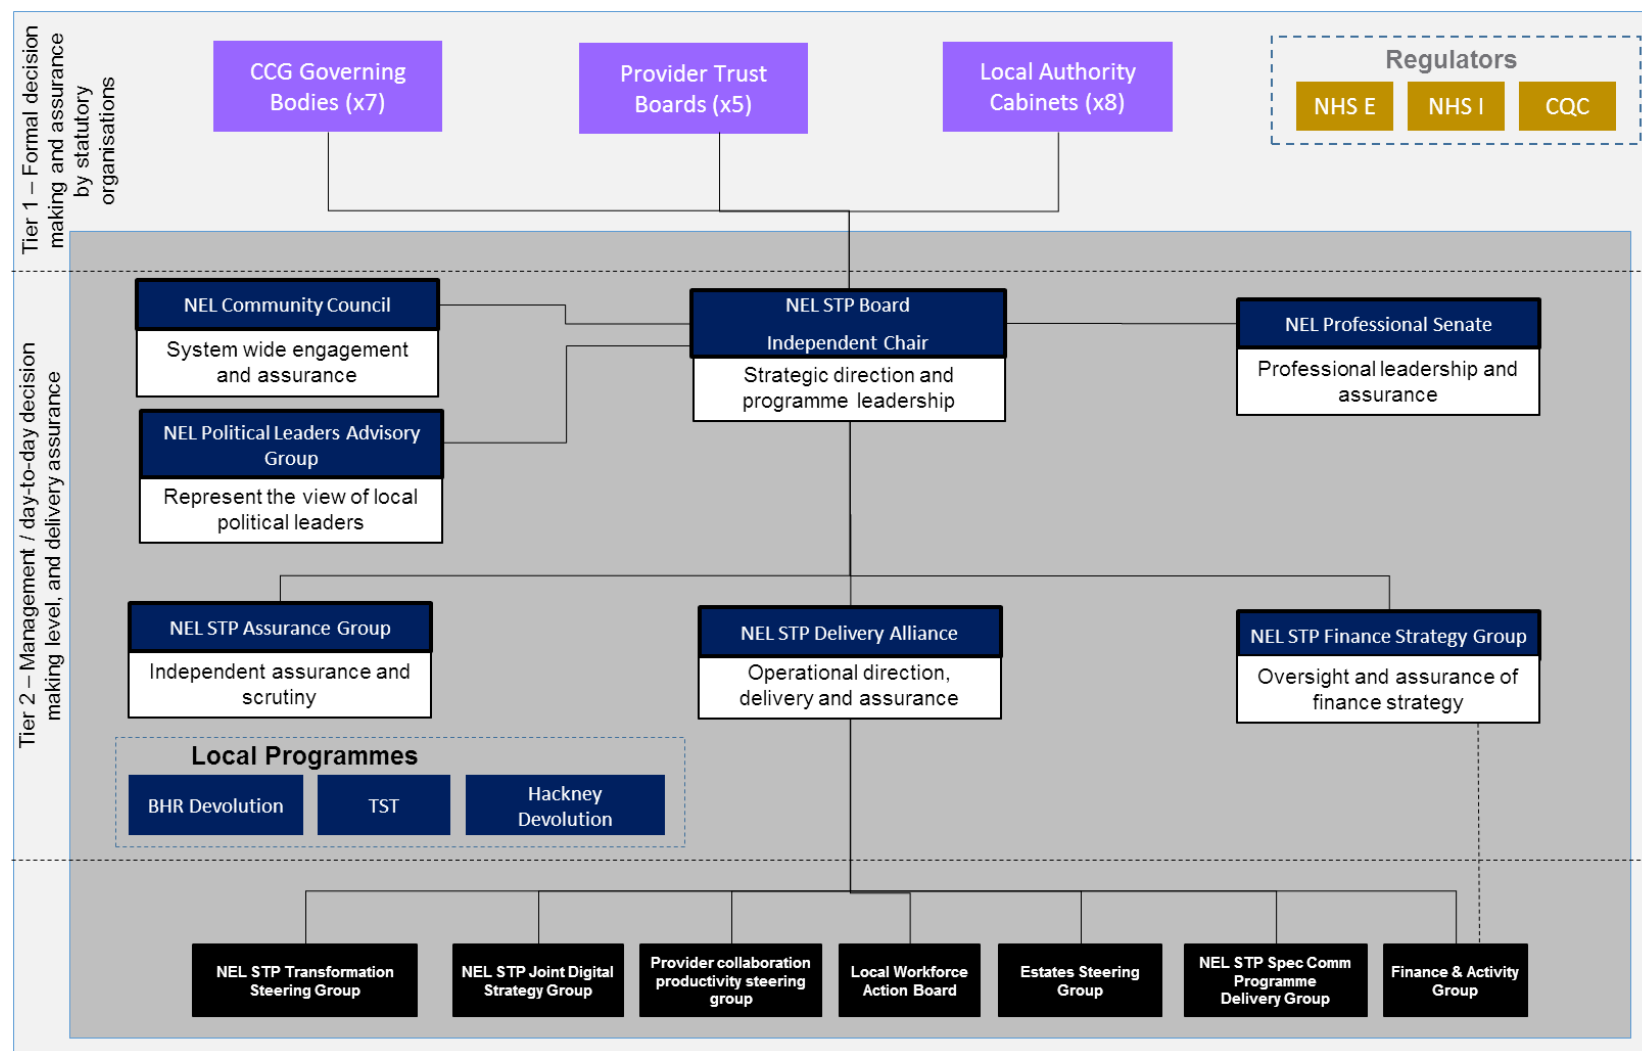 Tier 1 – Formal decision
making and assurance
by statutory
organisations
CCG Governing
Bodies (x7)
Provider Trust
Boards (x5)
Local Authority
Cabinets (x8)
Regulators
NHS E
NHS I
CQC
Tier 2 – Management / day-to-day decision
making level, and delivery assurance
NEL Community Council
System wide engagement
and assurance
NEL STP Board
Independent Chair
Strategic direction and
programme leadership
NEL Professional Senate
Professional leadership and
assurance
NEL Political Leaders Advisory
Group
Represent the view of local
political leaders
NEL STP Assurance Group
Independent assurance and
scrutiny
NEL STP Delivery Alliance
Operational direction,
delivery and assurance
NEL STP Finance Strategy Group
Oversight and assurance of
finance strategy
Local Programmes
BHR Devolution
TST
Hackney
Devolution
NEL STP Transformation
Steering Group
NEL STP Joint Digital
Strategy Group
Provider collaboration
productivity steering
group
Local Workforce
Action Board
Estates Steering
Group
NEL STP Spec Comm
Programme
Delivery Group
Finance & Activity
Group